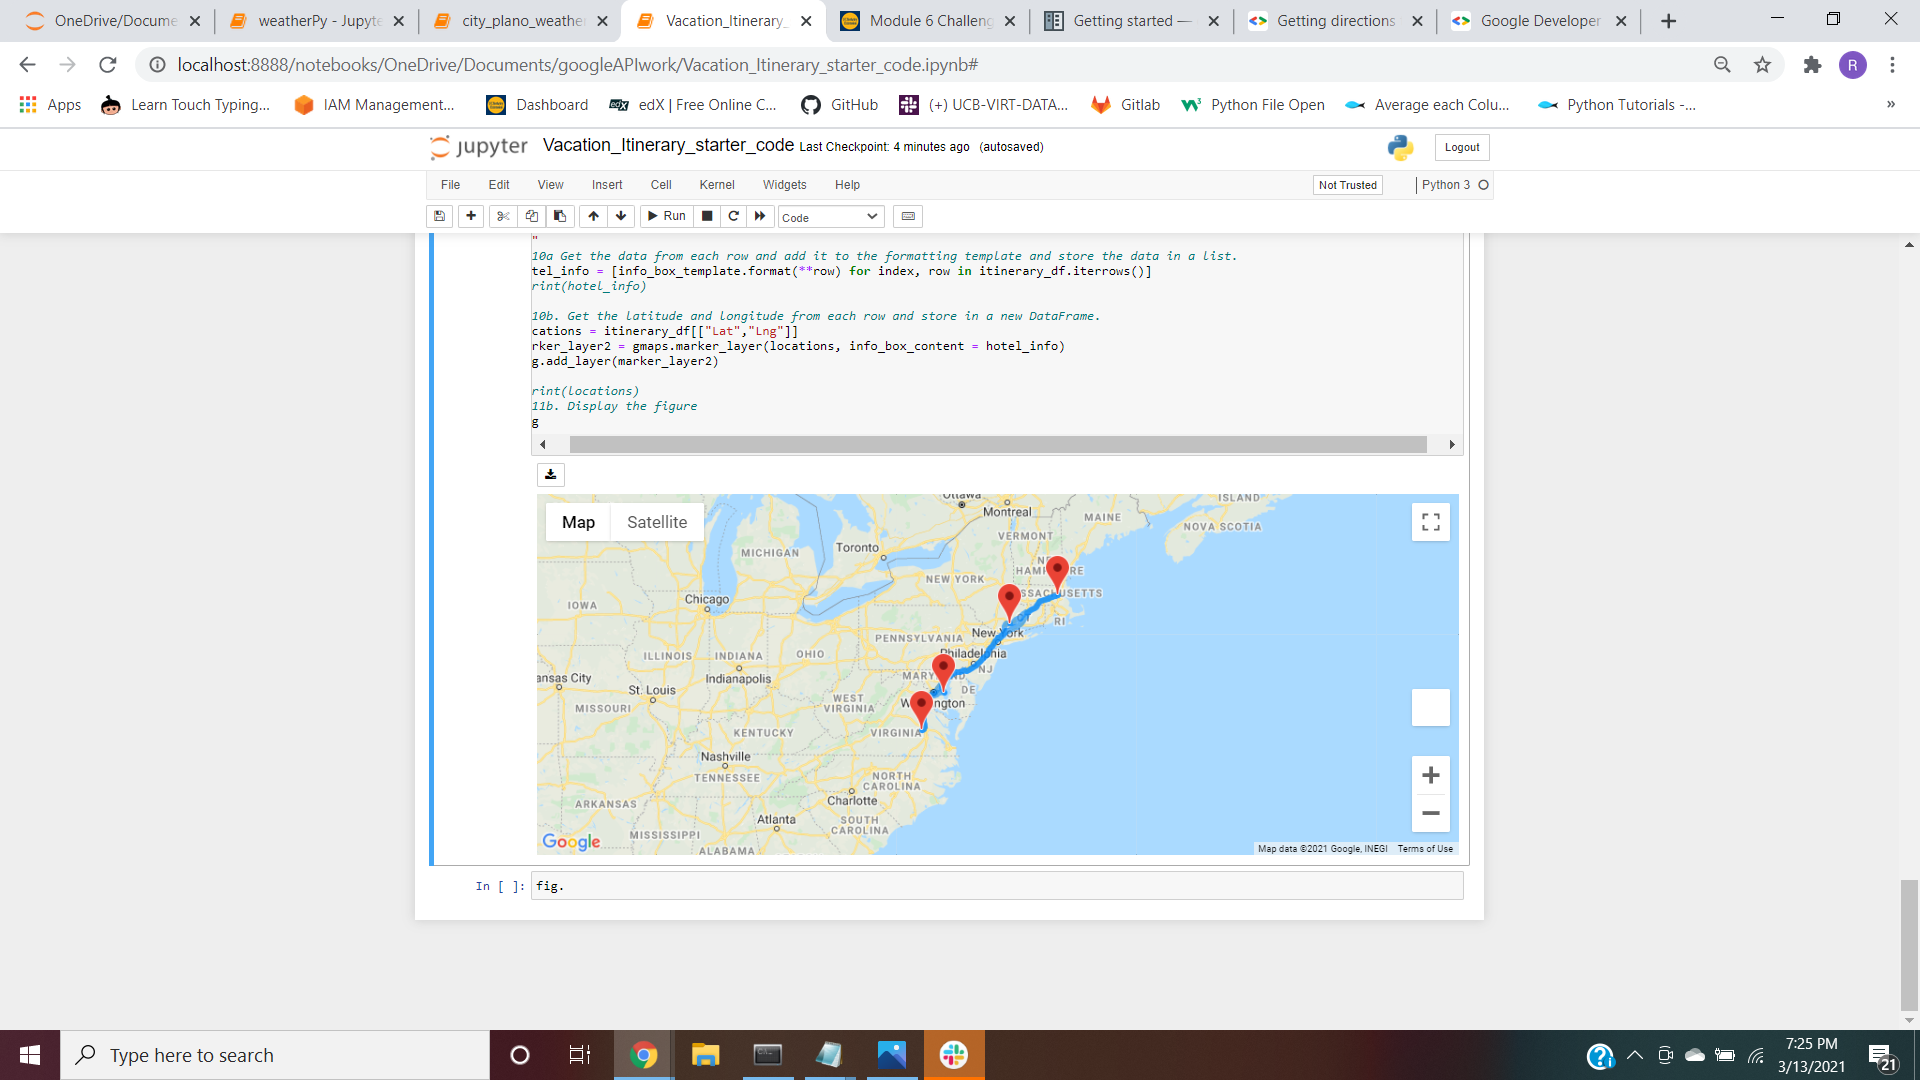 OneDrive/Docume
weatherPy - Jupyte
city_plano_weather
Vacation_Itinerary_
Module 6 Challeng
Getting started —
Getting directions
Google Developer
localhost:8888/notebooks/OneDrive/Documents/googleAPIwork/Vacation_Itinerary_starter_code.ipynb#
R
Apps
Learn Touch Typing...
IAM Management...
Dashboard
edX | Free Online C...
GitHub
(+) UCB-VIRT-DATA...
Gitlab
Python File Open
Average each Colu...
Python Tutorials -...
»
jupyter Vacation_Itinerary_starter_code Last Checkpoint: 4 minutes ago (autosaved)
Logout
File Edit View Insert Cell Kernel Widgets Help
Not Trusted
Python 3
Run
Code
"
10a Get the data from each row and add it to the formatting template and store the data in a list.
tel_info = [info_box_template.format(**row) for index, row in itinerary_df.iterrows()]
rint(hotel_info)
10b. Get the latitude and longitude from each row and store in a new DataFrame.
cations = itinerary_df[["Lat","Lng"]]
rker_layer2 = gmaps.marker_layer(locations, info_box_content = hotel_info)
g.add_layer(marker_layer2)
rint(locations)
11b. Display the figure
g
Map Satellite
Ottawa
Montreal
ISLAND
MAINE
NOVA SCOTIA
VERMONT
MICHIGAN
Toronto
NEW YORK
SSACHUSETTS
IOWA
Chicago
RI
PENNSYLVANIA
New York
ILLINOIS
INDIANA
OHIO
Philadelphia
NJ
ansas City
Indianapolis
DE
St. Louis
MISSOURI
WEST
VIRGINIA
KENTUCKY
VIRGINIA
Nashville
TENNESSEE
NORTH
CAROLINA
ARKANSAS
Charlotte
Atlanta
SOUTH
CAROLINA
MISSISSIPPI
ALABAMA
Google
Map data ©2021 Google, INEGI Terms of Use
In [ ]: fig.
Type here to search
7:25 PM
3/13/2021
21